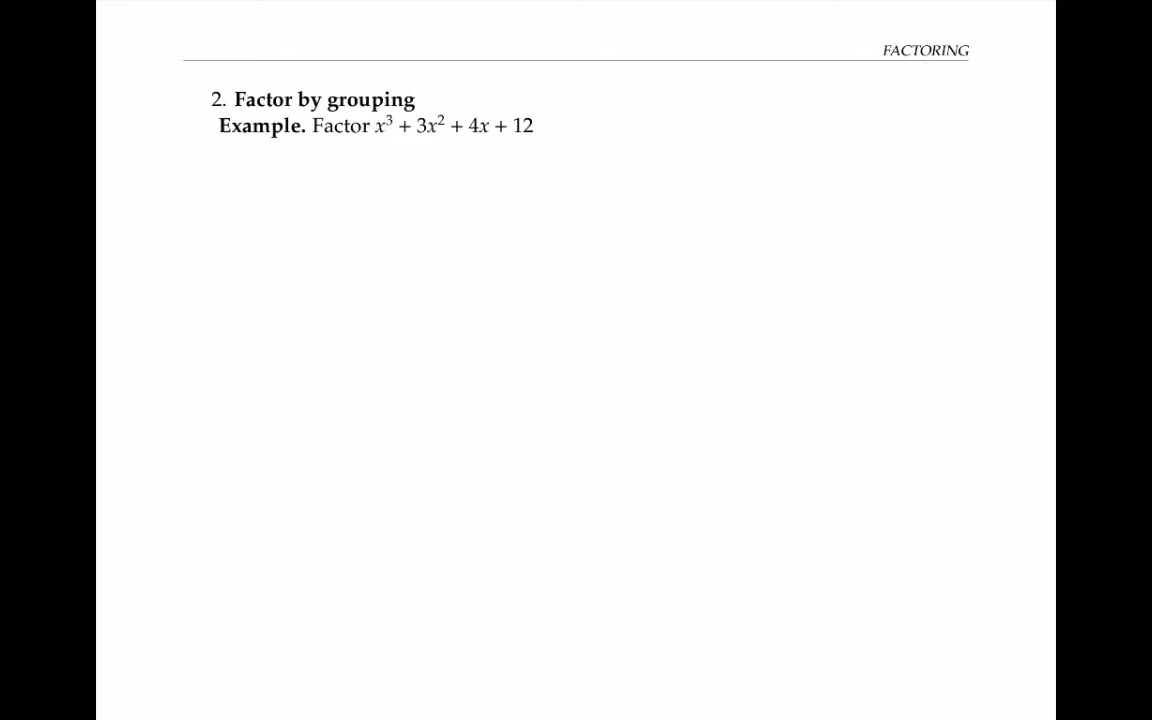 FACTORING
2. Factor by grouping
Example. Factor x³ + 3x² + 4x + 12